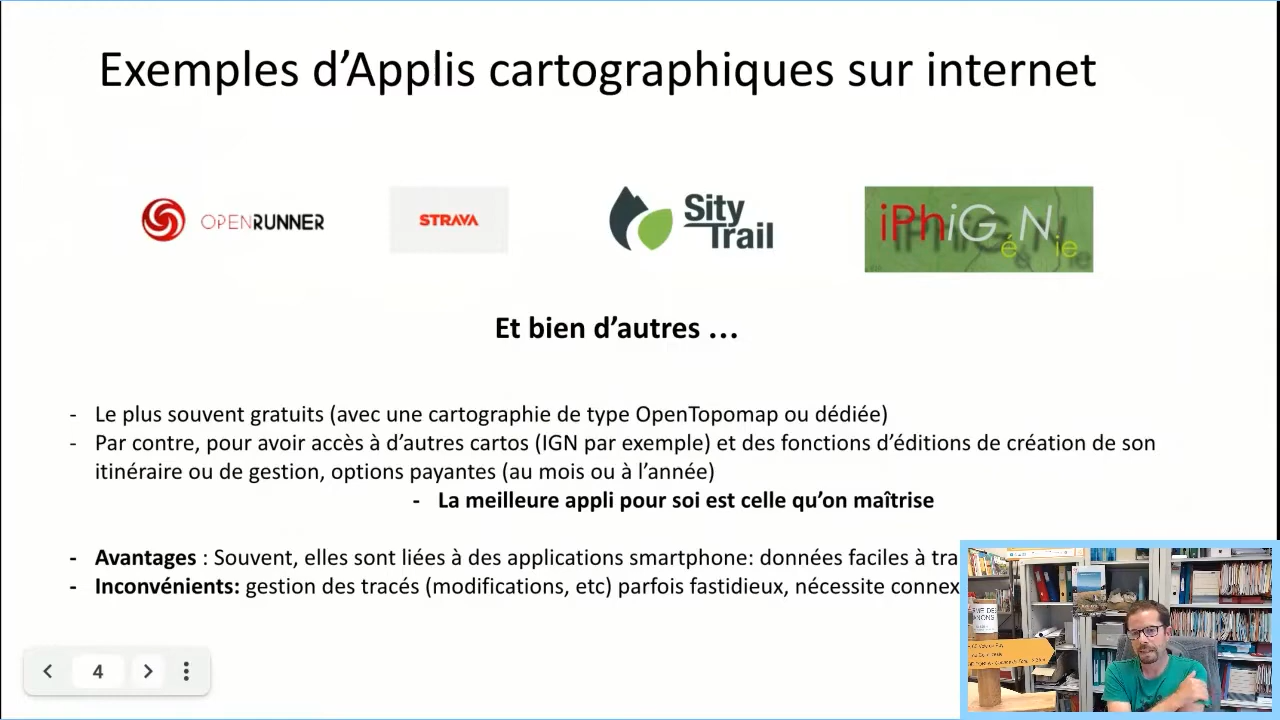 Exemples d’Applis cartographiques sur internet
OPENRUNNER
STRAVA
Sity
Trail
iPhiGéNie
Et bien d’autres …
- Le plus souvent gratuits (avec une cartographie de type OpenTopomap ou dédiée)
- Par contre, pour avoir accès à d’autres cartos (IGN par exemple) et des fonctions d’éditions de création de son
itinéraire ou de gestion, options payantes (au mois ou à l’année)
- La meilleure appli pour soi est celle qu’on maîtrise
- Avantages : Souvent, elles sont liées à des applications smartphone: données faciles à tra
- Inconvénients: gestion des tracés (modifications, etc) parfois fastidieux, nécessite connex
4